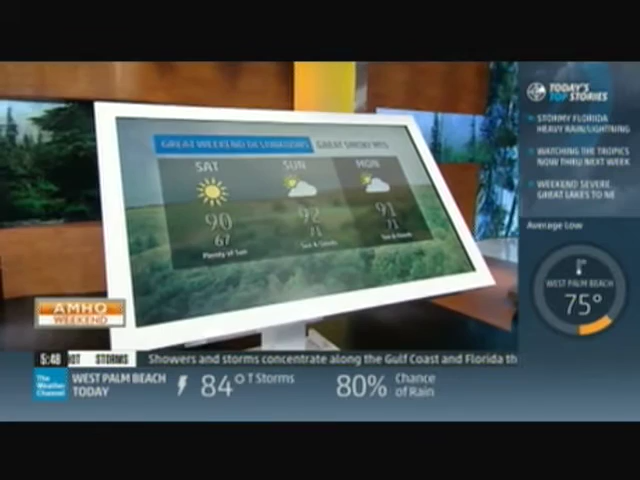 GREAT WEEKEND DESTINATIONS
GREAT SMOKY MTS
SAT
90
67
Plenty of Sun
SUN
92
71
Sun & Clouds
MON
91
71
Sun & Clouds
TODAY'S
TOP STORIES
STORMY FLORIDA
HEAVY RAIN/LIGHTNING
WATCHING THE TROPICS
NOW THRU NEXT WEEK
WEEKEND SEVERE
GREAT LAKES TO NE
Average Low
WEST PALM BEACH
75°
AMHQ
WEEKEND
5:48
STORMS
Showers and storms concentrate along the Gulf Coast and Florida th
The
Weather
Channel
WEST PALM BEACH
TODAY
84° T Storms
80% Chance
of Rain